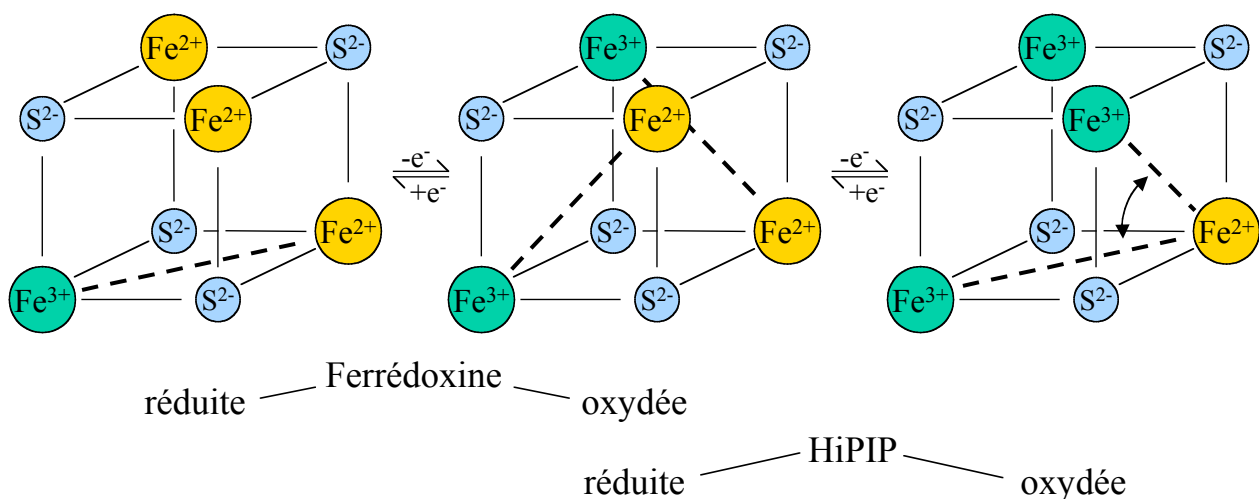 Fe²⁺ S²⁻ Fe³⁺ S²⁻ Fe³⁺ S²⁻
S²⁻ Fe²⁺ S²⁻ Fe²⁺ S²⁻ Fe³⁺
-e⁻ -e⁻
+e⁻ +e⁻
S²⁻ Fe²⁺ S²⁻ Fe²⁺ S²⁻ Fe²⁺
Fe³⁺ S²⁻ Fe³⁺ S²⁻ Fe³⁺ S²⁻
Ferrédoxine
réduite oxydée
HiPIP
réduite oxydée